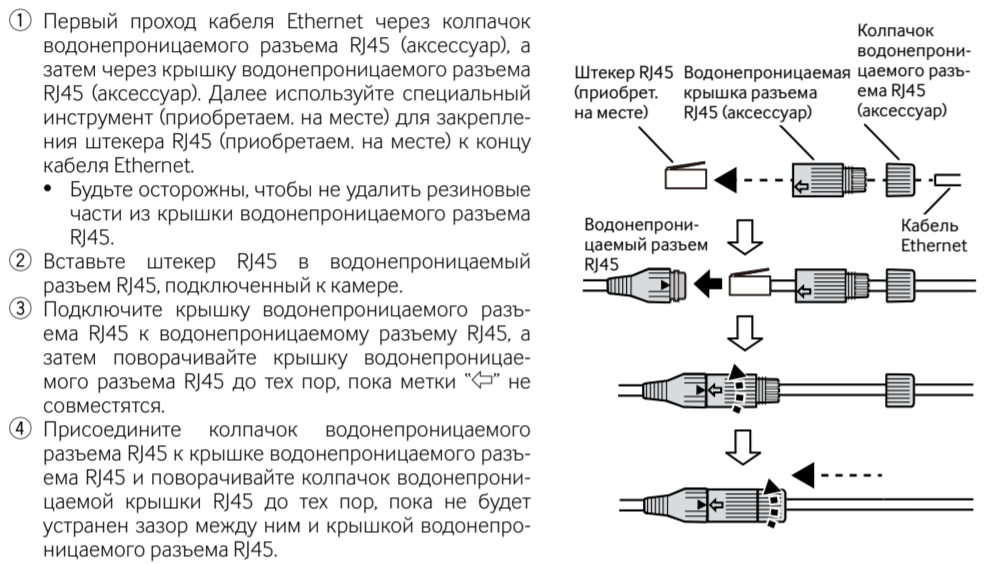 ① Первый проход кабеля Ethernet через колпачок
водонепроницаемого разъема RJ45 (аксессуар), а
затем через крышку водонепроницаемого разъема
RJ45 (аксессуар). Далее используйте специальный
инструмент (приобретаем. на месте) для закрепле-
ния штекера RJ45 (приобретаем. на месте) к концу
кабеля Ethernet.
• Будьте осторожны, чтобы не удалить резиновые
части из крышки водонепроницаемого разъема
RJ45.
② Вставьте штекер RJ45 в водонепроницаемый
разъем RJ45, подключенный к камере.
③ Подключите крышку водонепроницаемого разъ-
ема RJ45 к водонепроницаемому разъему RJ45, а
затем поворачивайте крышку водонепроницае-
мого разъема RJ45 до тех пор, пока метки “⇦” не
совместятся.
④ Присоедините колпачок водонепроницаемого
разъема RJ45 к крышке водонепроницаемого разъ-
ема RJ45 и поворачивайте колпачок водонепрони-
цаемой крышки RJ45 до тех пор, пока не будет
устранен зазор между ним и крышкой водонепро-
ницаемого разъема RJ45.
Штекер RJ45
(приобрет.
на месте)
Водонепроницаемая
крышка разъема
RJ45 (аксессуар)
Колпачок
водонепрони-
цаемого разъ-
ема RJ45
(аксессуар)
Кабель
Ethernet
Водонепрони-
цаемый разъем
RJ45